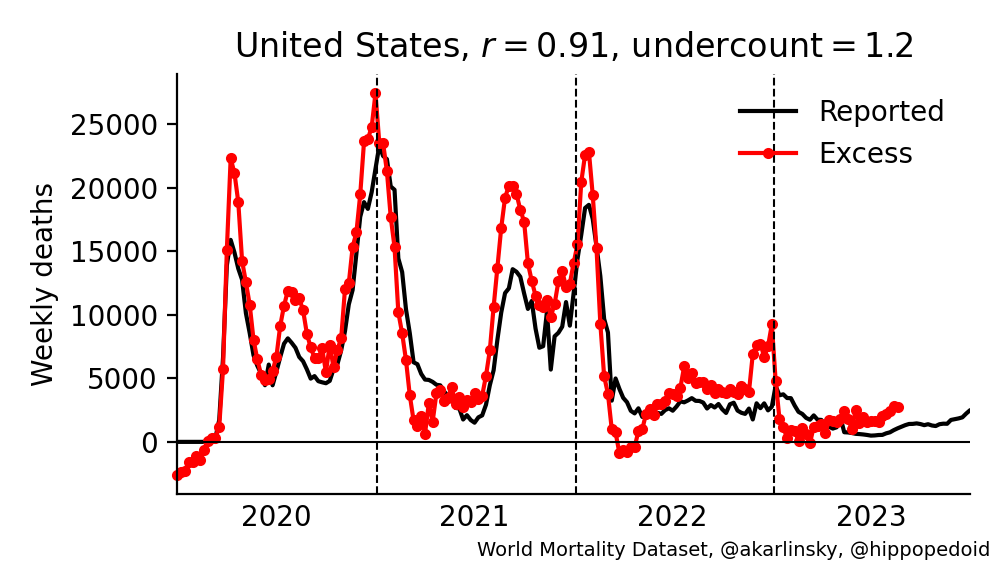 United States, r = 0.91, undercount = 1.2
Reported
Excess
Weekly deaths
25000
20000
15000
10000
5000
0
2020 2021 2022 2023
World Mortality Dataset, @akarlinsky, @hippopedoid